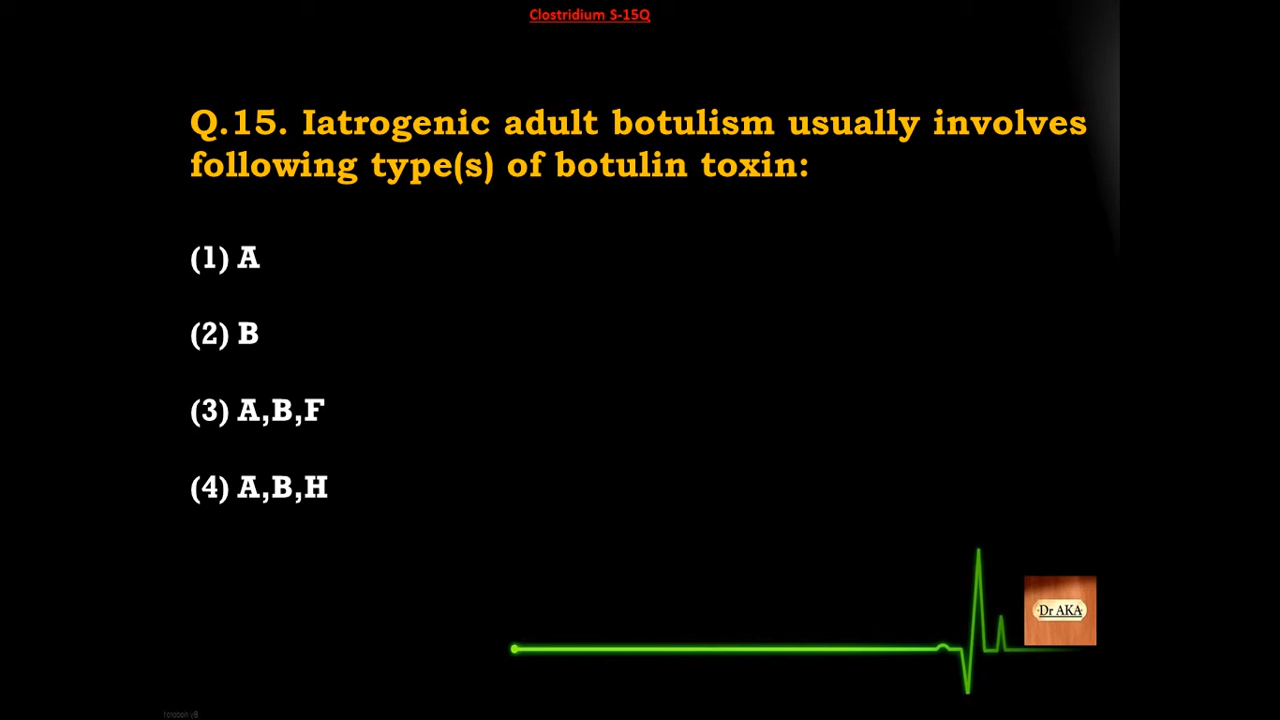 Clostridium S-15Q
Q.15. Iatrogenic adult botulism usually involves
following type(s) of botulin toxin:
(1) A
(2) B
(3) A,B,F
(4) A,B,H
Dr AKA